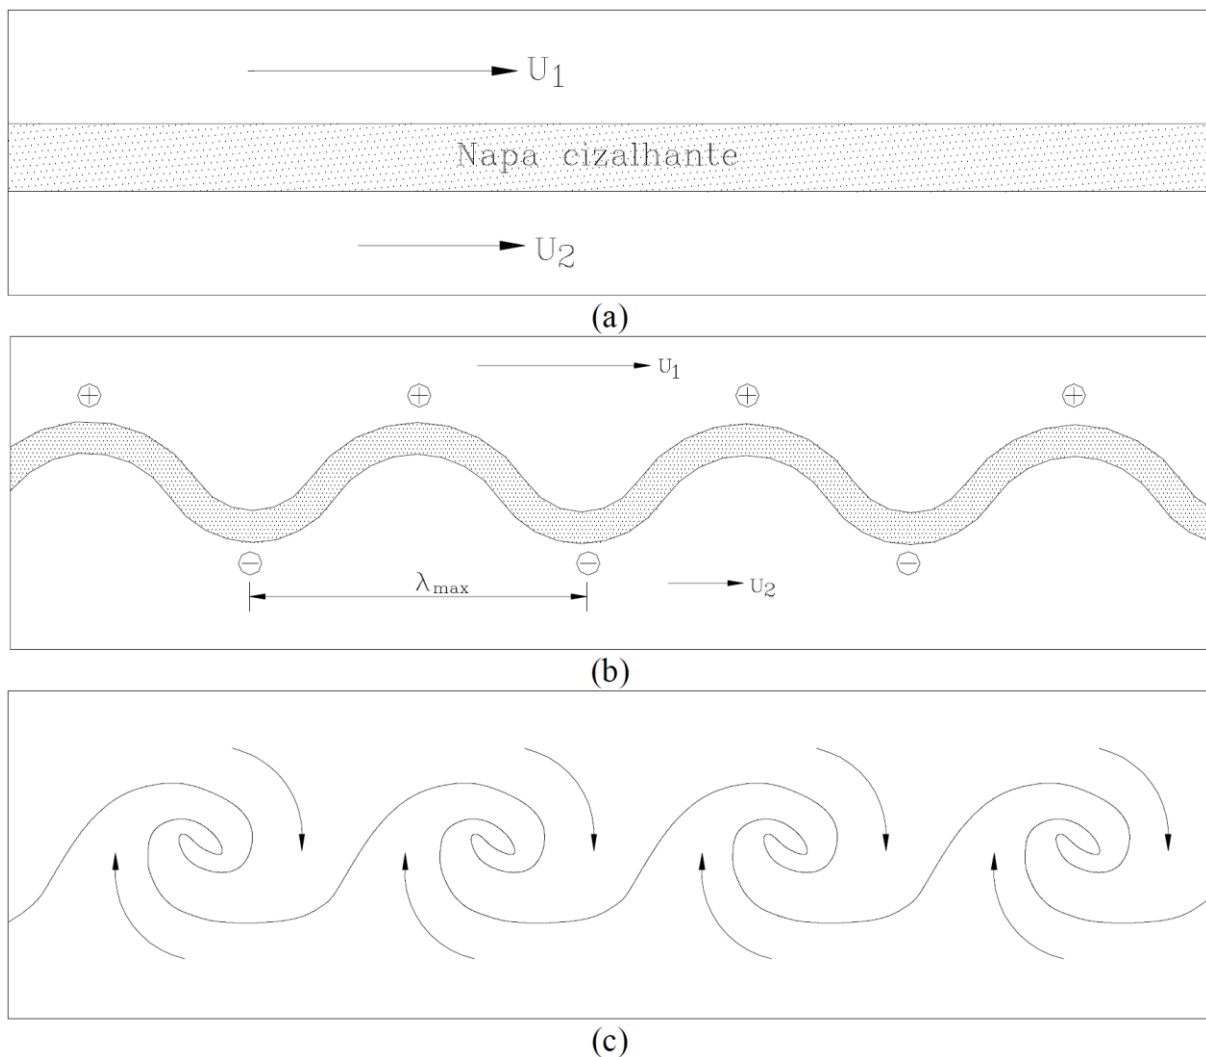 U1
Napa cizalhante
U2
(a)
U1
+ + + +
- - -
λmax
U2
(b)
(c)